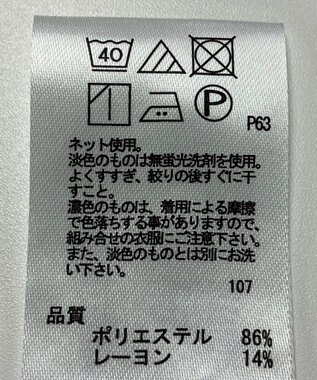 40
P
P63
ネット使用。
淡色のものは無蛍光洗剤を使用。
よくすすぎ、絞りの後すぐに干
すこと。
濃色のものは、着用による摩擦
で色落ちする事がありますので、
組み合せの衣服にご注意下さい。
また、淡色のものとは別にお洗
い下さい。
107
品質
ポリエステル 86%
レーヨン 14%